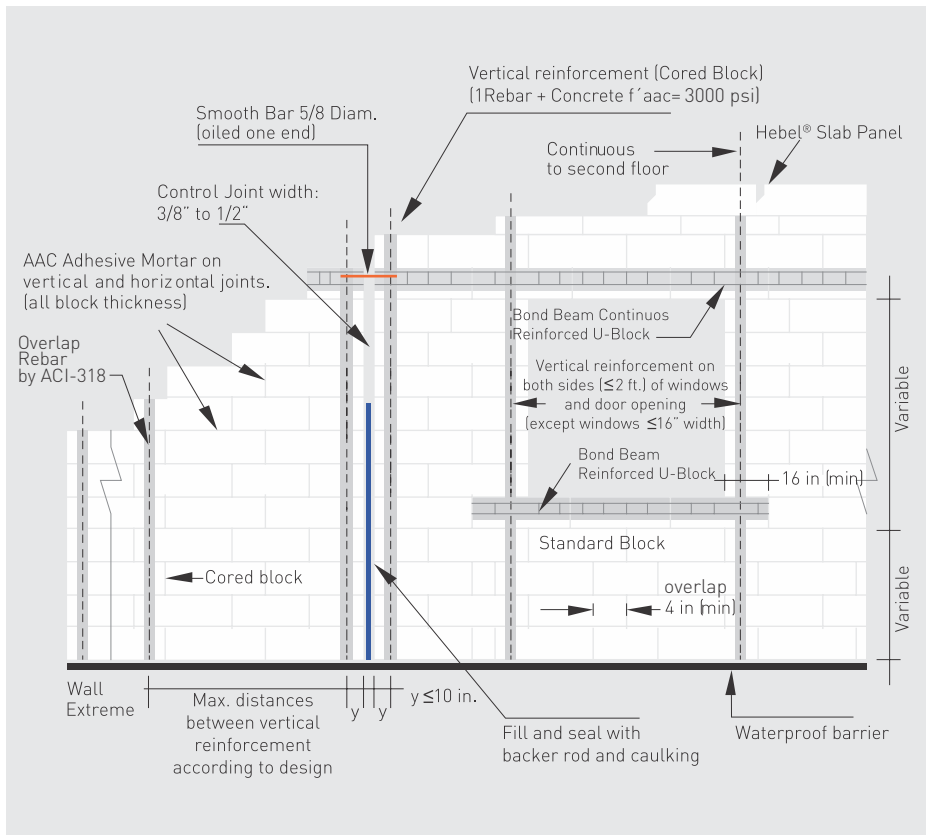 Vertical reinforcement (Cored Block)
(1Rebar + Concrete f´aac= 3000 psi)
Smooth Bar 5/8 Diam.
(oiled one end)
Hebel® Slab Panel
Continuous
to second floor
Control Joint width:
3/8” to 1/2”
AAC Adhesive Mortar on
vertical and horizontal joints.
(all block thickness)
Overlap
Rebar
by ACI-318
Bond Beam Continuos
Reinforced U-Block
Vertical reinforcement on
both sides (≤2 ft.) of windows
and door opening
(except windows ≤16” width)
Variable
Bond Beam
Reinforced U-Block
16 in (min)
Standard Block
Cored block
overlap
4 in (min)
Variable
Wall
Extreme
Max. distances
between vertical
reinforcement
according to design
y
y
y ≤10 in.
Fill and seal with
backer rod and caulking
Waterproof barrier